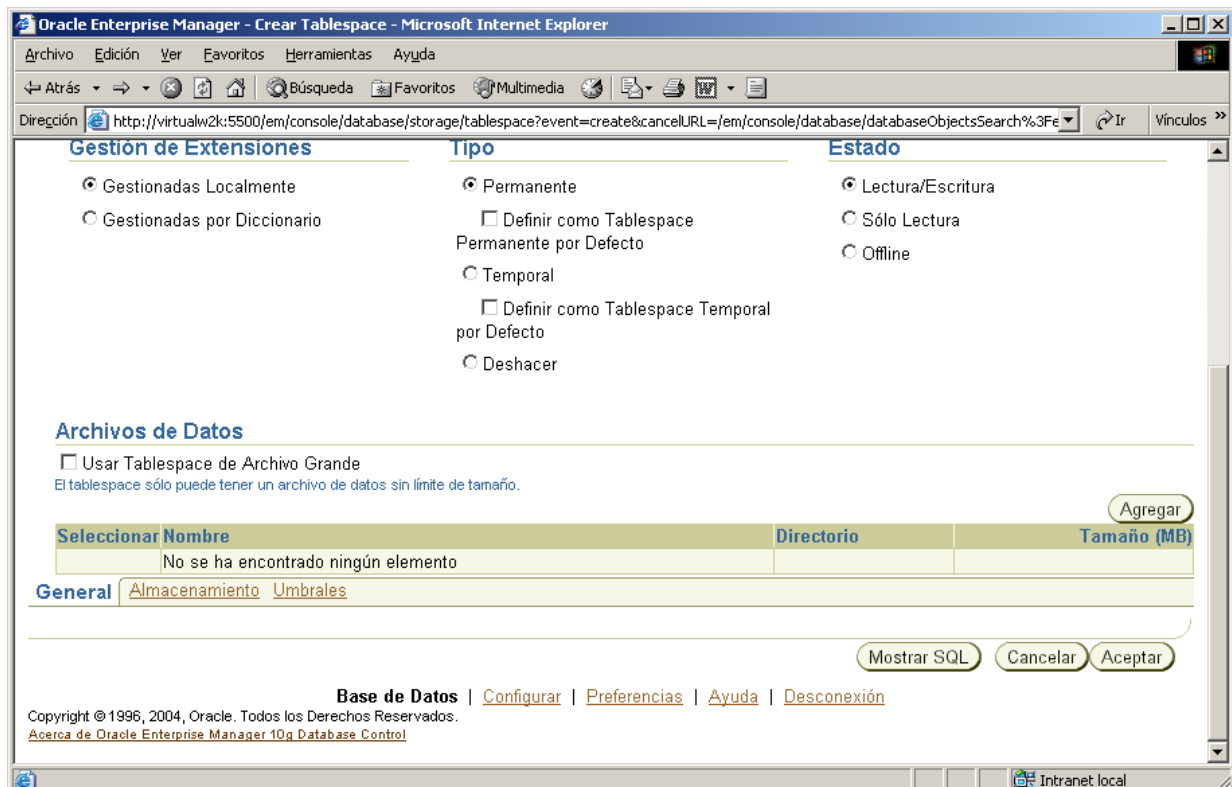 Oracle Enterprise Manager - Crear Tablespace - Microsoft Internet Explorer
Archivo Edición Ver Favoritos Herramientas Ayuda
Atrás Búsqueda Favoritos Multimedia
Dirección http://virtualw2k:5500/em/console/database/storage/tablespace?event=create&cancelURL=/em/console/database/databaseObjectsSearch%3Fe Ir Vínculos »
Gestión de Extensiones Tipo Estado
Gestionadas Localmente Permanente Lectura/Escritura
Gestionadas por Diccionario Definir como Tablespace Sólo Lectura
Permanente por Defecto
Offline
Temporal
Definir como Tablespace Temporal
por Defecto
Deshacer
Archivos de Datos
Usar Tablespace de Archivo Grande
El tablespace sólo puede tener un archivo de datos sin límite de tamaño.
Agregar
Seleccionar Nombre Directorio Tamaño (MB)
No se ha encontrado ningún elemento
General Almacenamiento Umbrales
Mostrar SQL Cancelar Aceptar
Base de Datos | Configurar | Preferencias | Ayuda | Desconexión
Copyright © 1996, 2004, Oracle. Todos los Derechos Reservados.
Acerca de Oracle Enterprise Manager 10g Database Control
Intranet local